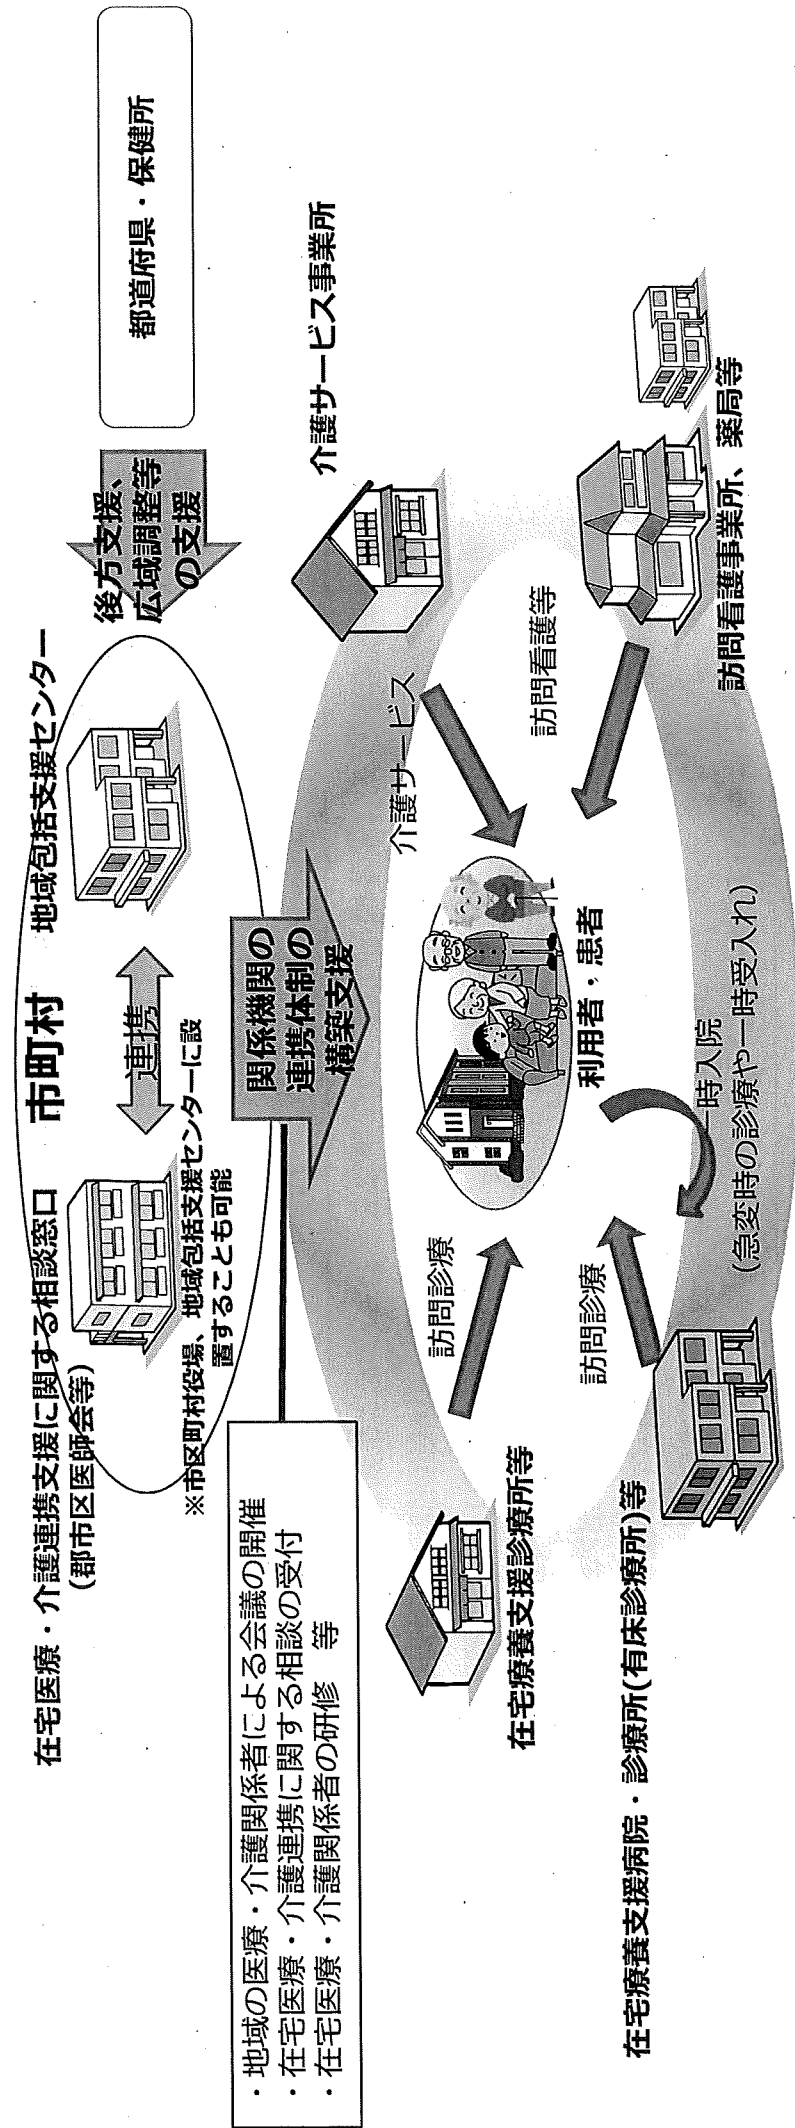 在宅医療・介護連携支援に関する相談窓口
(郡市区医師会等)
市町村
地域包括支援センター
連携
※市区町村役場、地域包括支援センターに設
置することも可能
後方支援、
広域調整等
の支援
都道府県・保健所
・地域の医療・介護関係者による会議の開催
・在宅医療・介護連携に関する相談の受付
・在宅医療・介護関係者の研修　等
関係機関の
連携体制の
構築支援
在宅療養支援診療所等
訪問診療
介護サービス
介護サービス事業所
利用者・患者
訪問看護等
訪問看護事業所、薬局等
訪問診療
在宅療養支援病院・診療所(有床診療所)等
一時入院
(急変時の診療や一時受入れ)